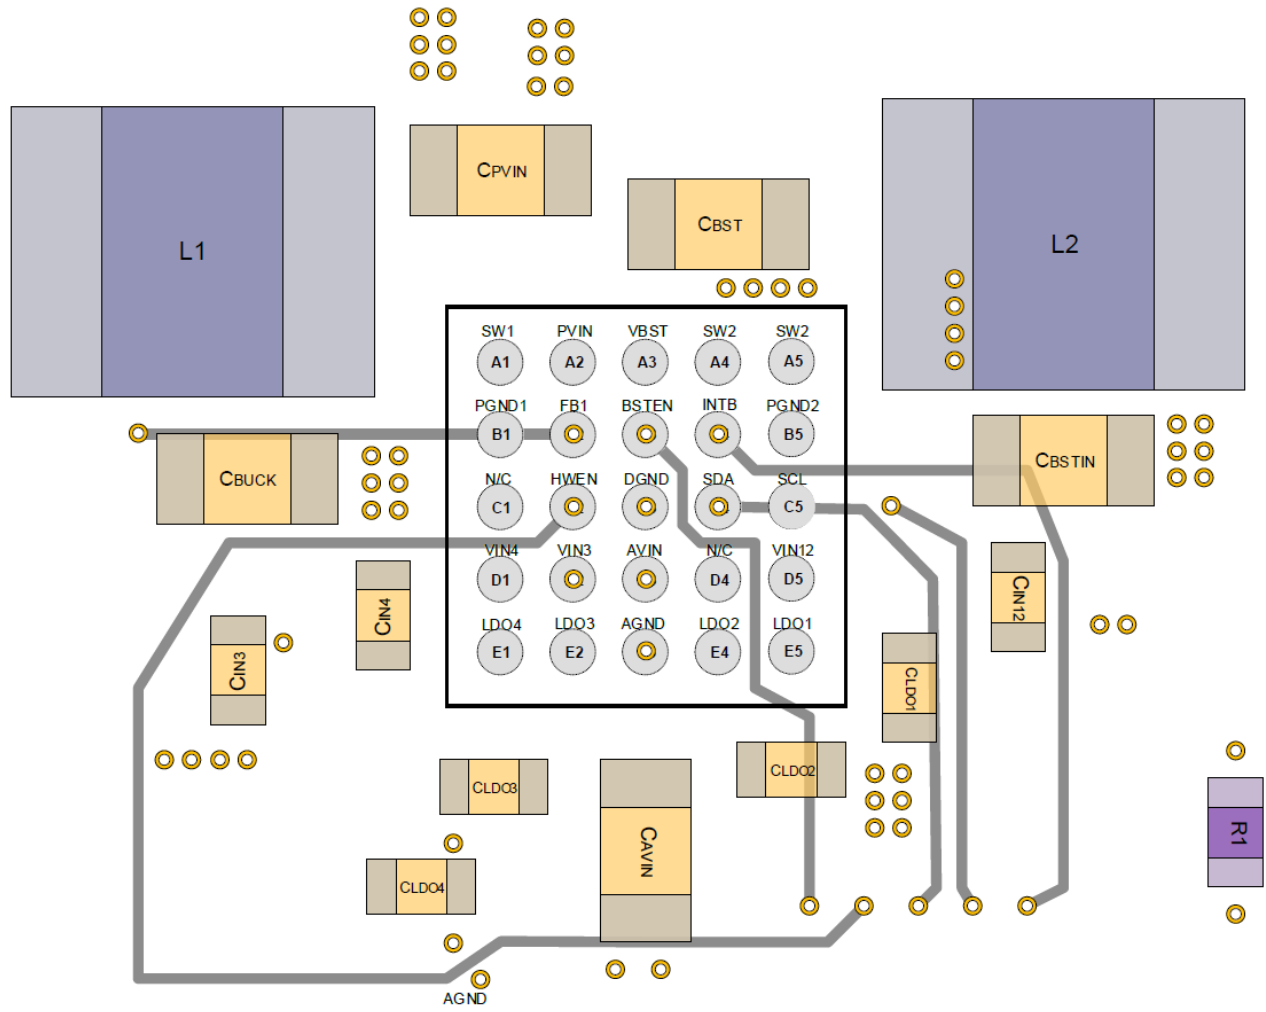 CPVIN
CBST
L1
L2
SW1 PVIN VBST SW2 SW2
A1 A2 A3 A4 A5
PGND1 FB1 BSTEN INTB PGND2
B1 B5
CBUCK
CBSTIN
N/C HWEN DGND SDA SCL
C1 C5
VIN4 VIN3 AVIN N/C VIN12
D1 D4 D5
CIN4
CIN12
LDO4 LDO3 AGND LDO2 LDO1
E1 E2 E4 E5
CIN3
CLDO1
CLDO2
CLDO3
CAVIN
R1
CLDO4
AGND